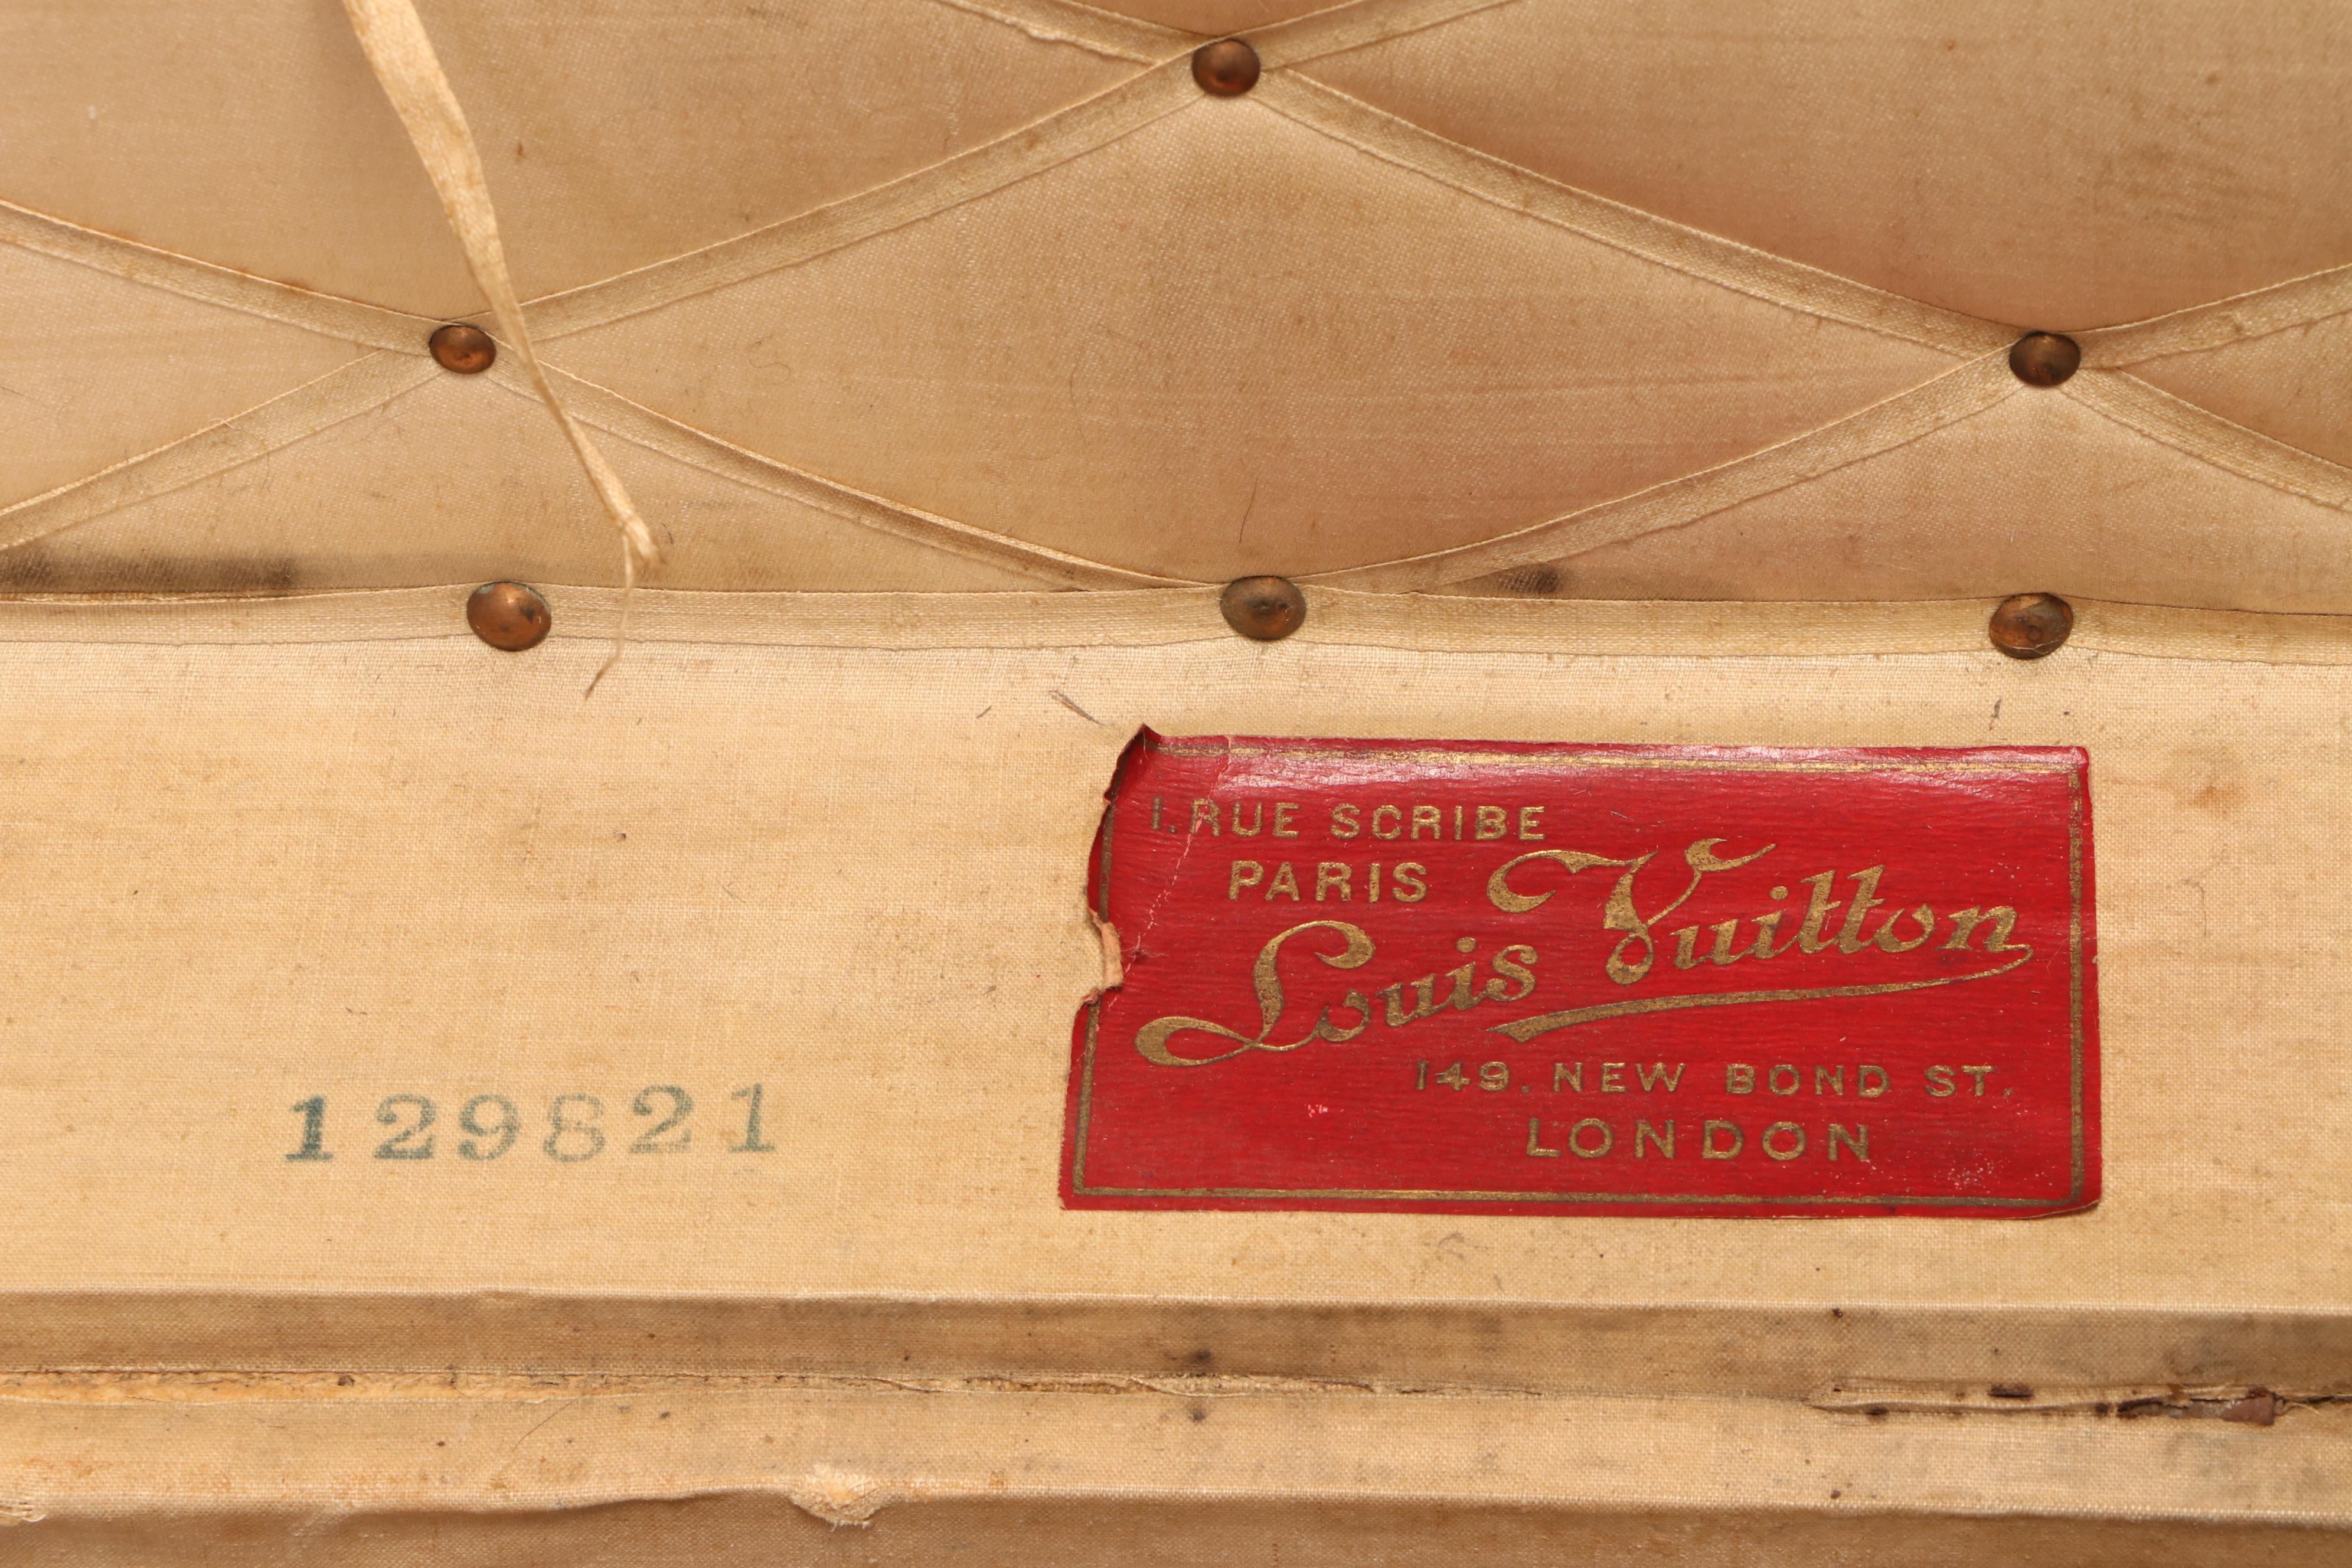 1. RUE SCRIBE
PARIS
Louis Vuitton
149. NEW BOND ST.
LONDON
129821